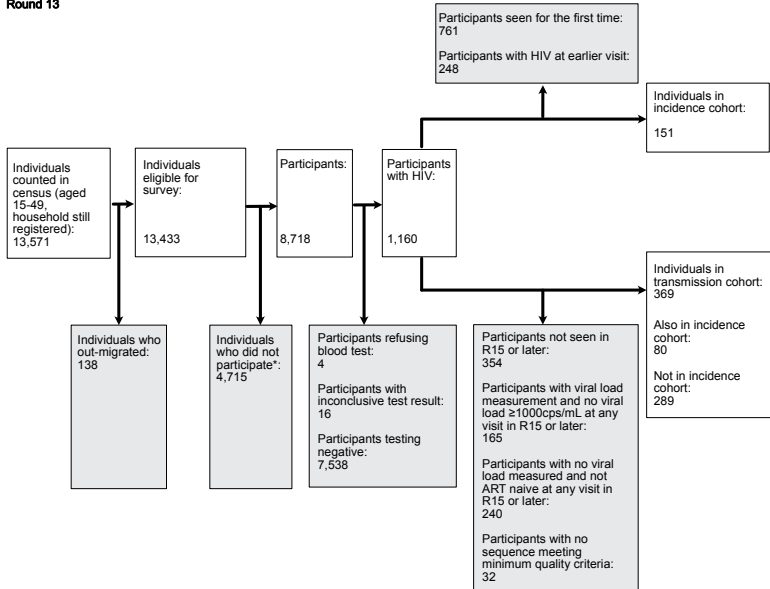 Round 13
Participants seen for the first time:
761
Participants with HIV at earlier visit:
248
Individuals in
incidence cohort:
151
Individuals
counted in
census (aged
15-49,
household still
registered):
13,571
Individuals
eligible for
survey:
13,433
Participants:
8,718
Participants
with HIV:
1,160
Individuals in
transmission cohort:
369
Also in incidence
cohort:
80
Not in incidence
cohort:
289
Individuals who
out-migrated:
138
Individuals
who did not
participate*:
4,715
Participants refusing
blood test:
4
Participants with
inconclusive test result:
16
Participants testing
negative:
7,538
Participants not seen in
R15 or later:
354
Participants with viral load
measurement and no viral
load ≥1000cps/mL at any
visit in R15 or later:
165
Participants with no viral
load measured and not
ART naive at any visit in
R15 or later:
240
Participants with no
sequence meeting
minimum quality criteria:
32